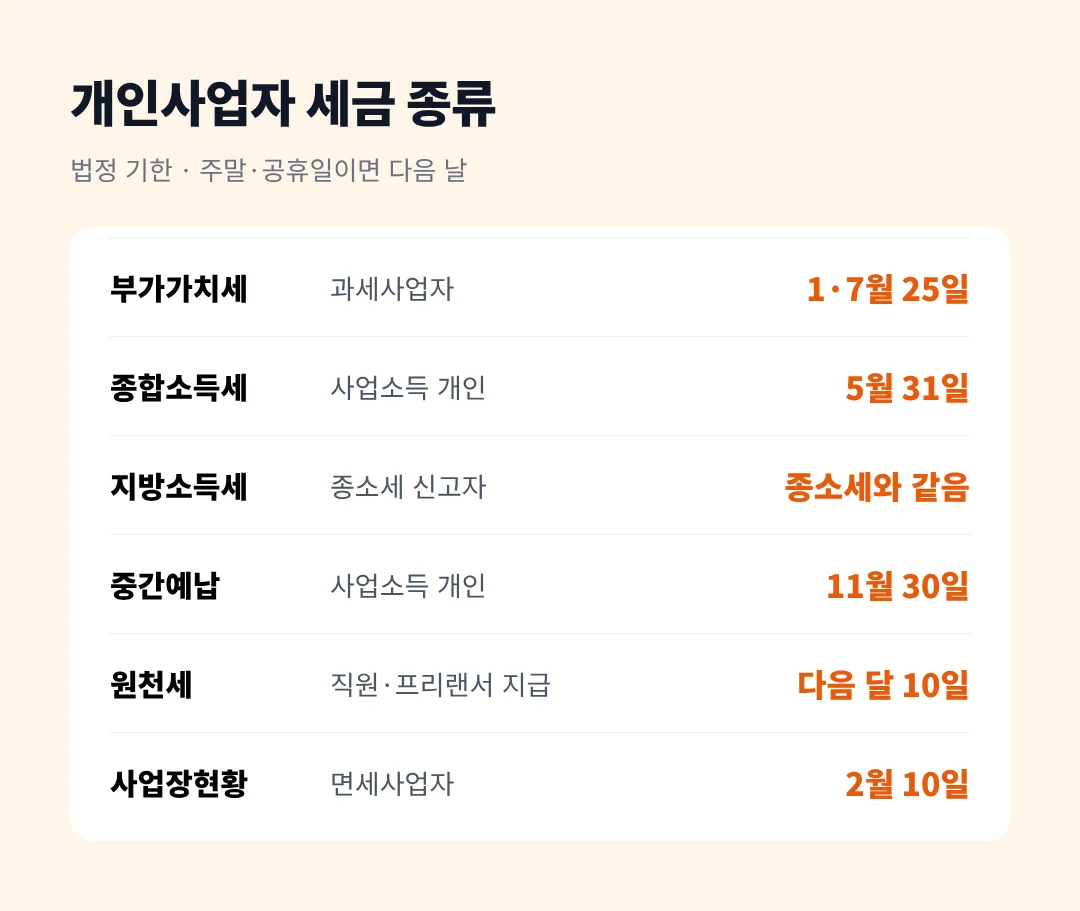 개인사업자 세금 종류
법정 기한 · 주말·공휴일이면 다음 날
부가가치세 과세사업자 1·7월 25일
종합소득세 사업소득 개인 5월 31일
지방소득세 종소세 신고자 종소세와 같음
중간예납 사업소득 개인 11월 30일
원천세 직원·프리랜서 지급 다음 달 10일
사업장현황 면세사업자 2월 10일